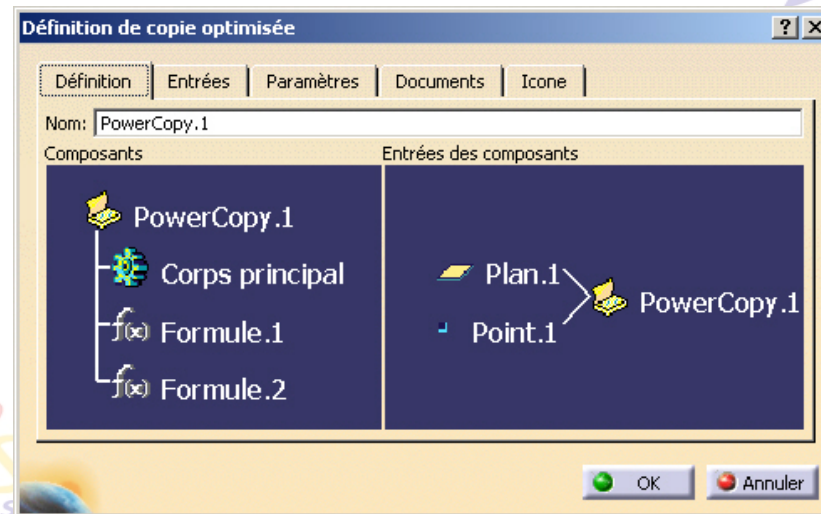 Définition de copie optimisée
Définition Entrées Paramètres Documents Icone
Nom: PowerCopy.1
Composants Entrées des composants
PowerCopy.1
Corps principal
Formule.1
Formule.2
Plan.1
Point.1
PowerCopy.1
OK Annuler